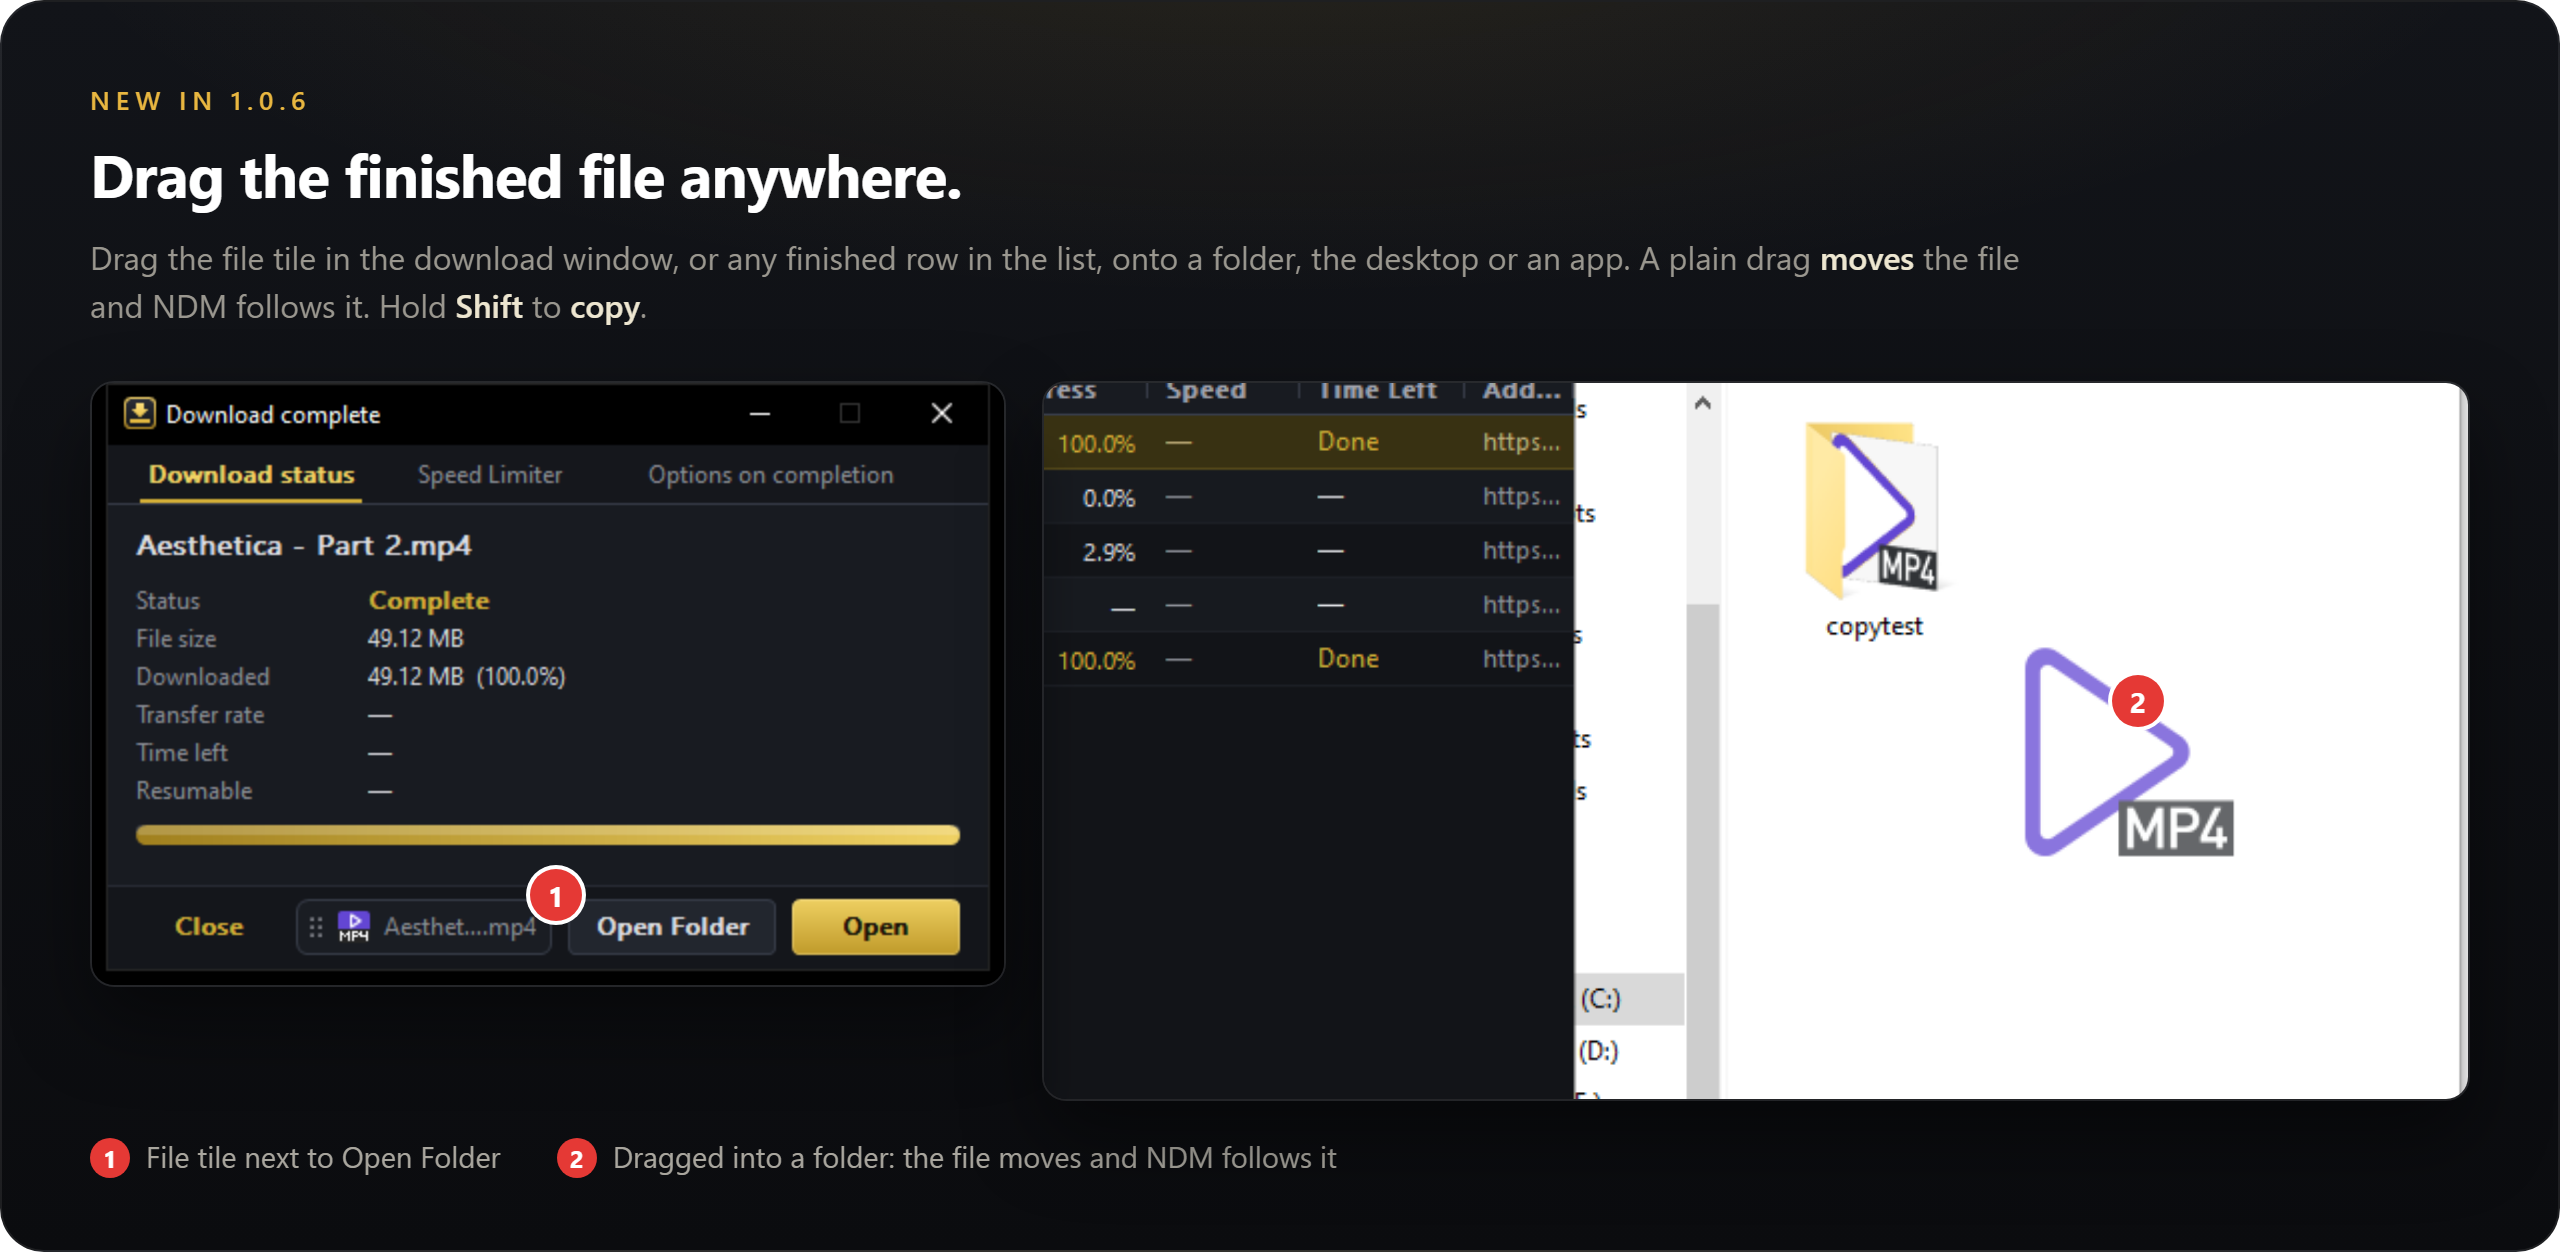 NEW IN 1.0.6
Drag the finished file anywhere.
Drag the file tile in the download window, or any finished row in the list, onto a folder, the desktop or an app. A plain drag moves the file
and NDM follows it. Hold Shift to copy.
Download complete
Download status Speed Limiter Options on completion
Aesthetica - Part 2.mp4
Status Complete
File size 49.12 MB
Downloaded 49.12 MB (100.0%)
Transfer rate —
Time left —
Resumable —
1
Close MP4 Aesthet....mp4 Open Folder Open
ress Speed Time Left Add...
100.0% — Done https...
0.0% — — https...
2.9% — — https...
— — — https...
100.0% — Done https...
s
ts
s
ts
s
(C:)
(D:)
MP4
copytest
2
MP4
1 File tile next to Open Folder 2 Dragged into a folder: the file moves and NDM follows it